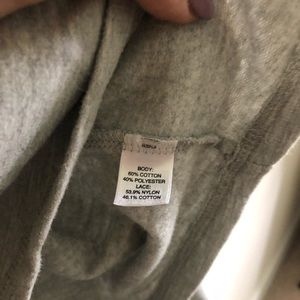 BODY:
60% COTTON
40% POLYESTER
LACE:
53.9% NYLON
46.1% COTTON